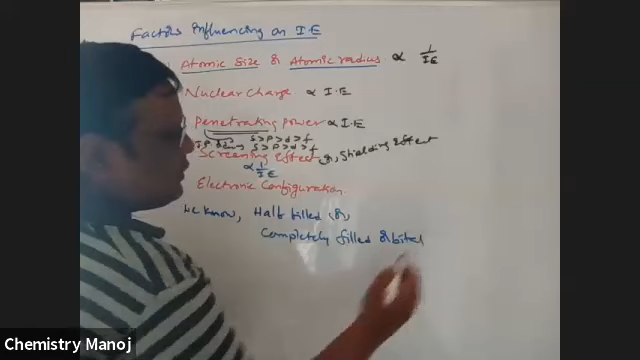 Factors Influencing on I.E
Atomic Size & Atomic radius ∝ 1/IE
Nuclear Charge ∝ I.E
Penetrating power ∝ I.E
S > P > d > f
I.P. S > P > d > f
Screening Effect (or) Shielding Effect
∝ 1/IE
Electronic Configuration
We Know, Half filled (or)
Completely filled Orbital
Chemistry Manoj